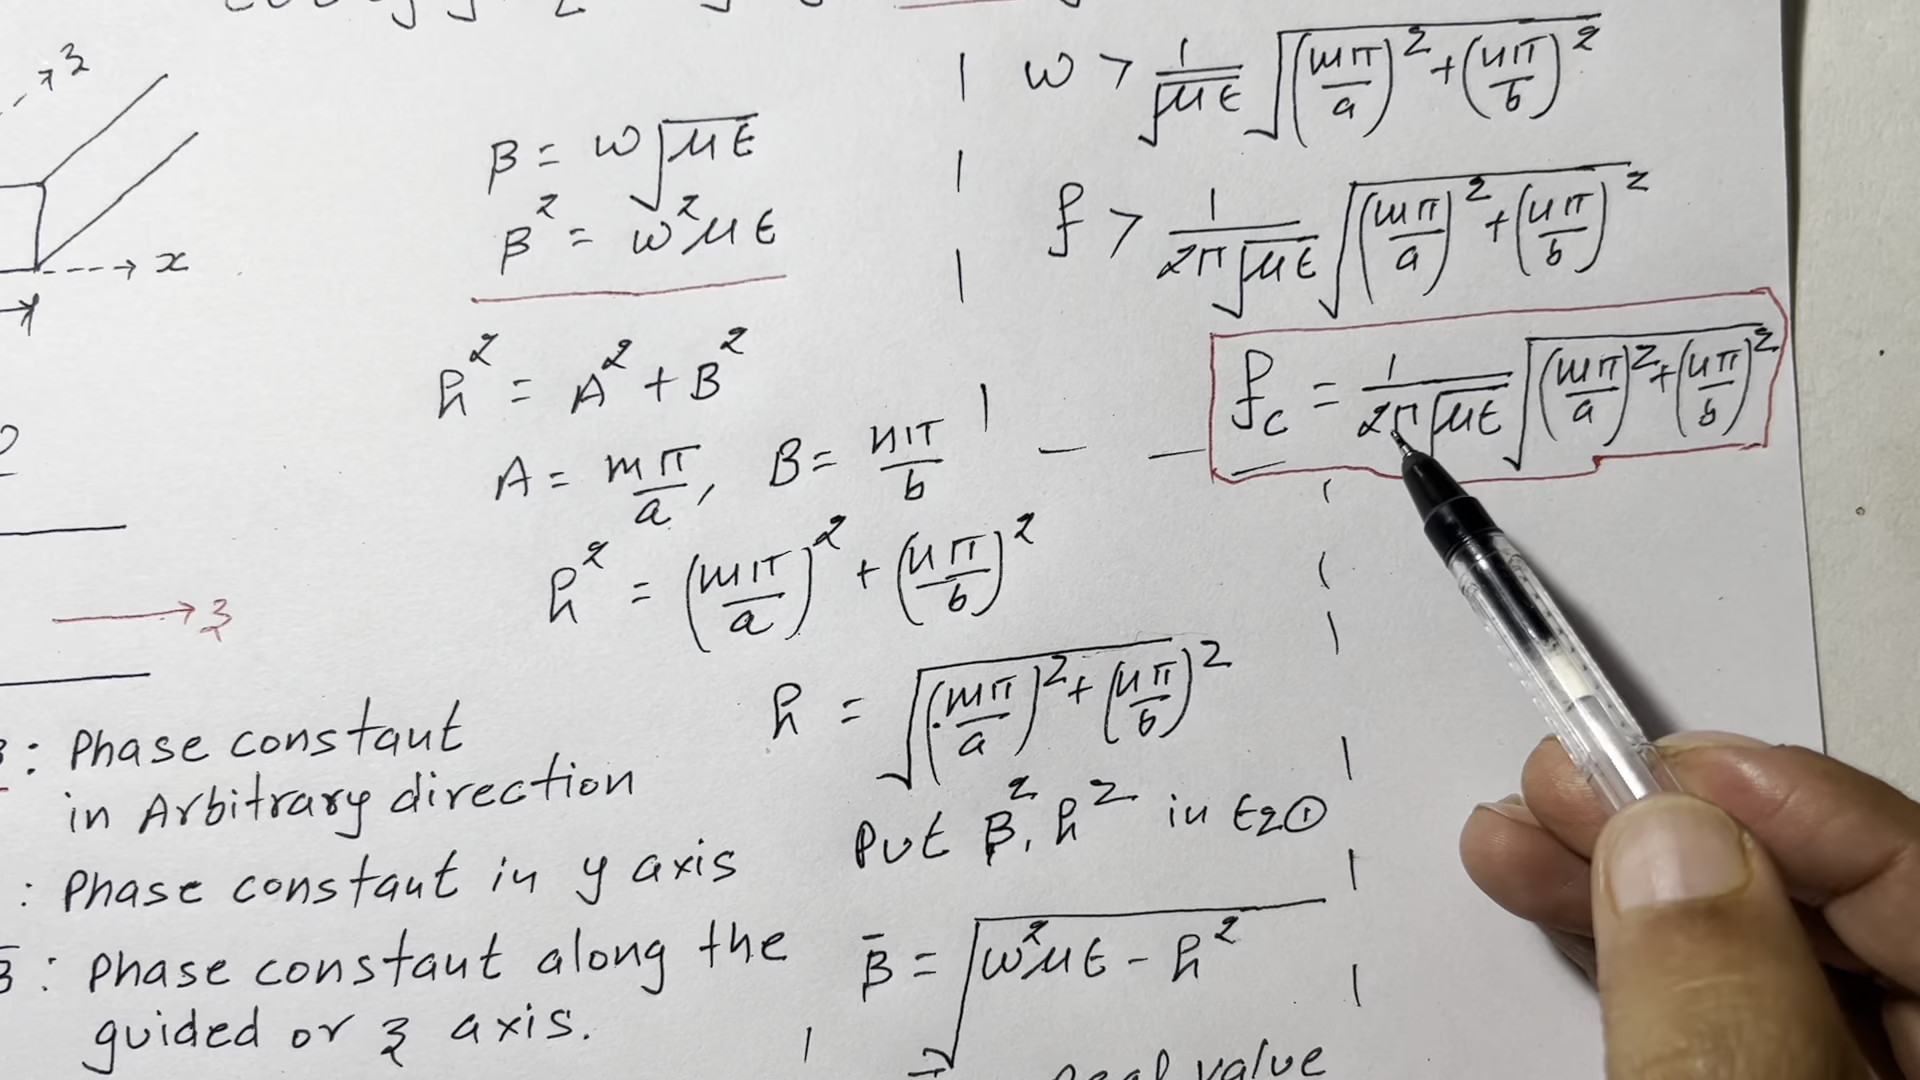 z
x
β = ω√με
β² = ω²με
h² = A² + B²
A = mπ/a, B = nπ/b
h² = (mπ/a)² + (nπ/b)²
h = √(mπ/a)² + (nπ/b)²
Put β², h² in Eq①
β̄ = √ω²με - h²
Real value
z
: Phase constant
in Arbitrary direction
: Phase constant in y axis
β̄ : Phase constant along the
guided or z axis.
ω > 1/√με √(mπ/a)² + (nπ/b)²
f > 1/2π√με √(mπ/a)² + (nπ/b)²
fc = 1/2π√με √(mπ/a)² + (nπ/b)²